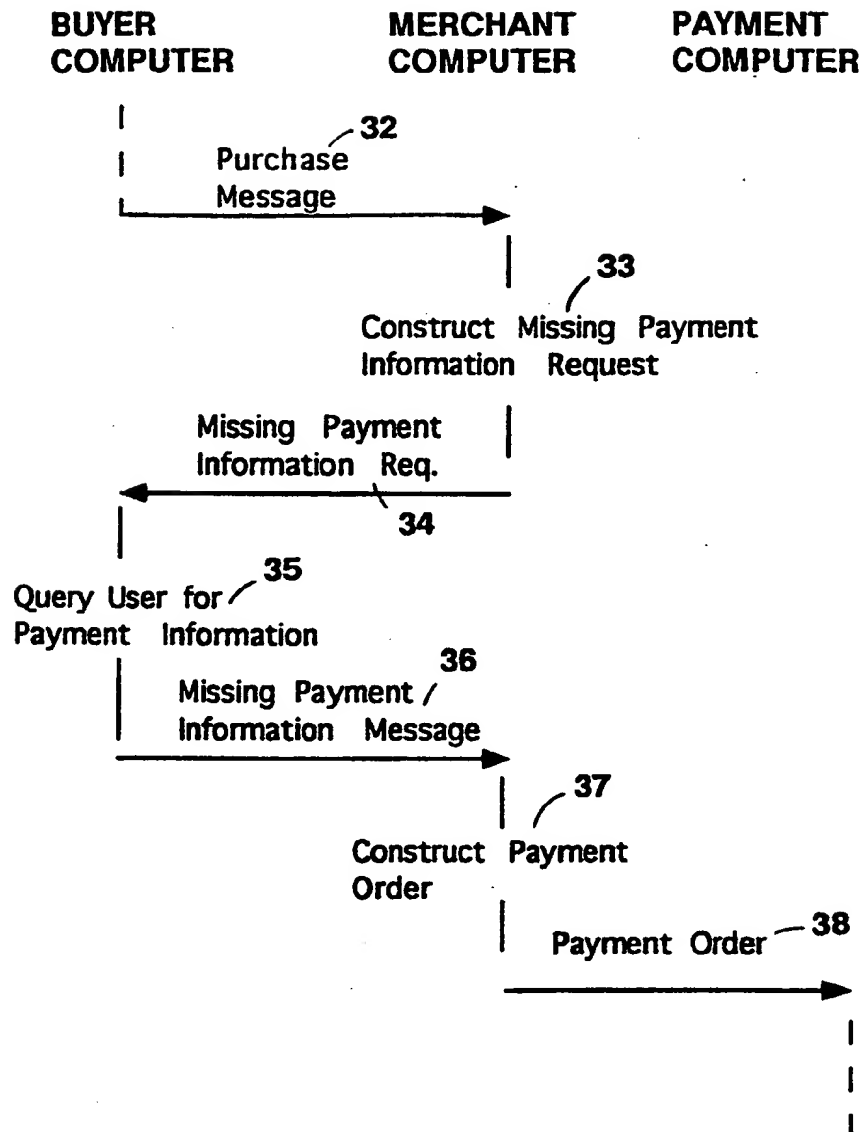 BUYER COMPUTER
MERCHANT COMPUTER
PAYMENT COMPUTER
32
Purchase
Message
33
Construct Missing Payment
Information Request
Missing Payment
Information Req.
34
35
Query User for
Payment Information
36
Missing Payment
Information Message
37
Construct Payment
Order
Payment Order
38